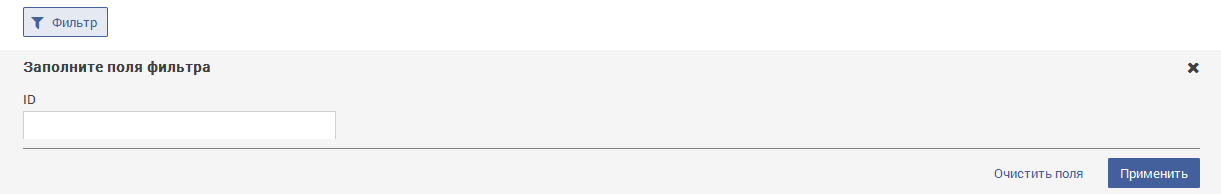 Фильтр
Заполните поля фильтра
ID
Очистить поля
Применить